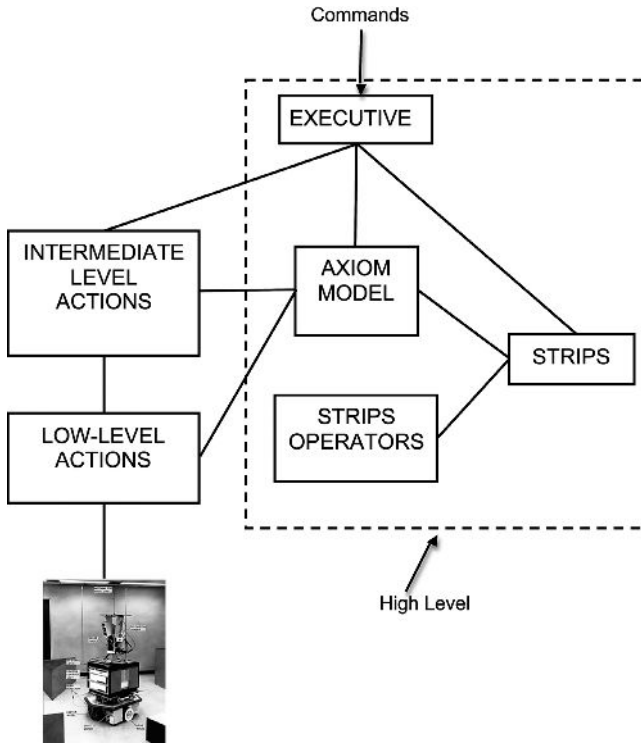 Commands
EXECUTIVE
INTERMEDIATE
LEVEL
ACTIONS
AXIOM
MODEL
STRIPS
LOW-LEVEL
ACTIONS
STRIPS
OPERATORS
High Level